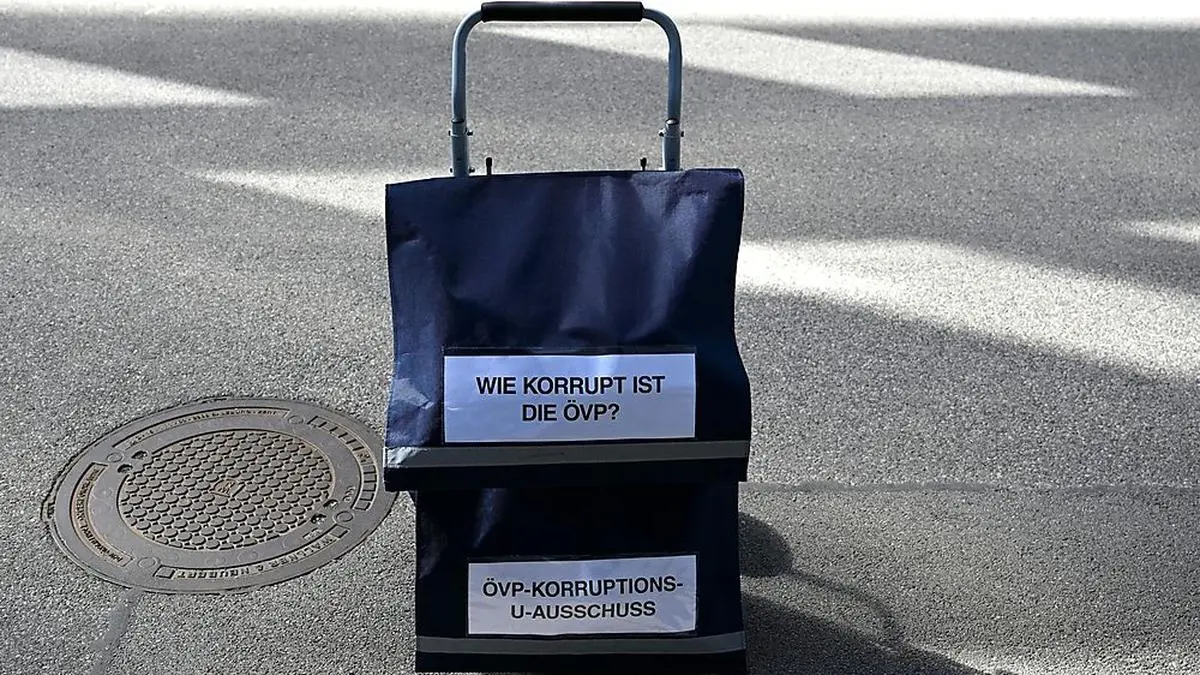 WIE KORRUPT IST
DIE ÖVP?
ÖVP-KORRUPTIONS-
U-AUSSCHUSS